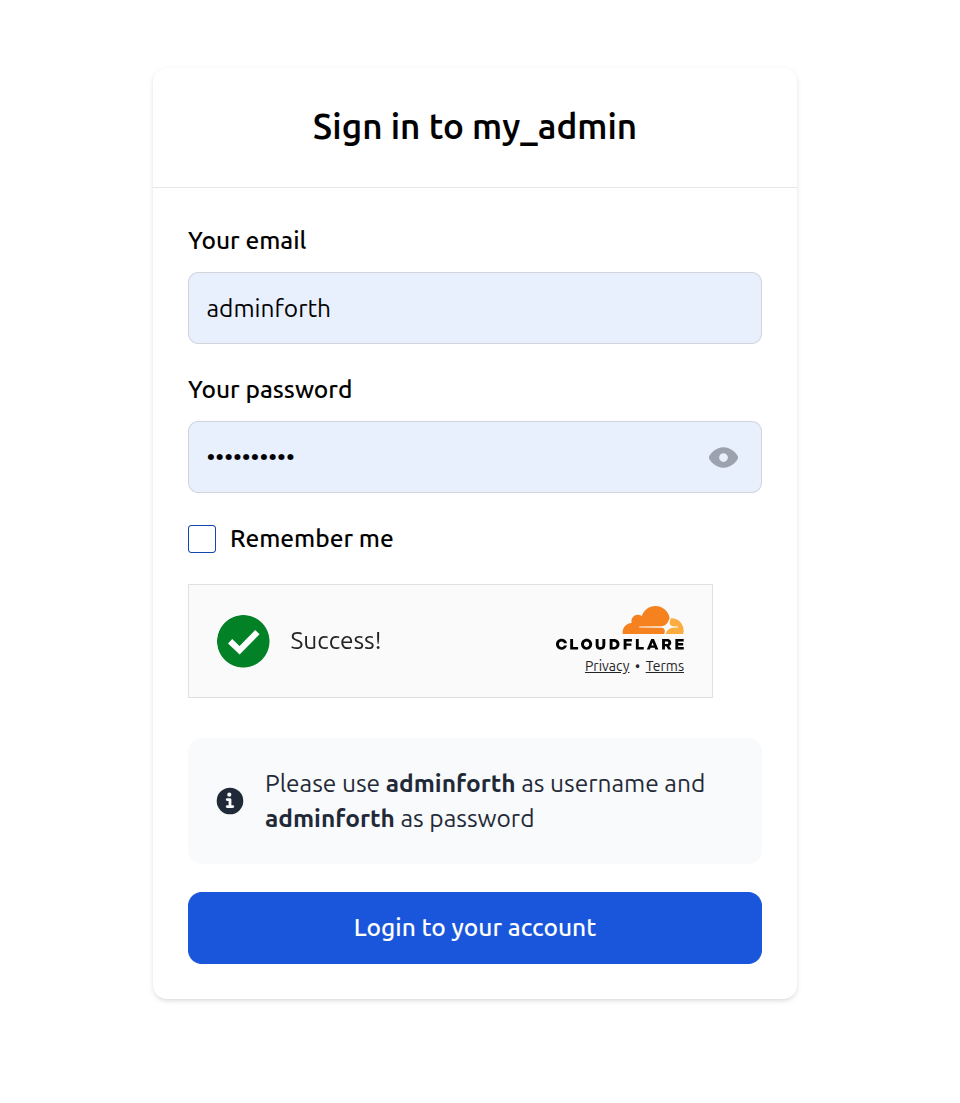 Sign in to my_admin
Your email
adminforth
Your password
••••••••••
Remember me
Success!
CLOUDFLARE
Privacy • Terms
Please use adminforth as username and
adminforth as password
Login to your account